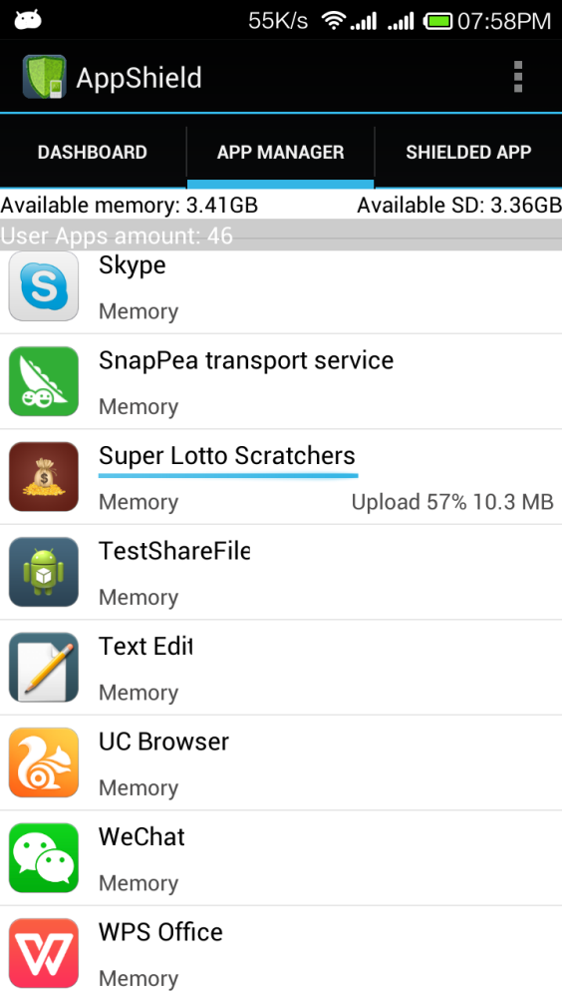 55K/s 07:58PM
AppShield
DASHBOARD APP MANAGER SHIELDED APP
Available memory: 3.41GB Available SD: 3.36GB
User Apps amount: 46
Skype
Memory
SnapPea transport service
Memory
Super Lotto Scratchers
Memory Upload 57% 10.3 MB
TestShareFile
Memory
Text Edit
Memory
UC Browser
Memory
WeChat
Memory
WPS Office
Memory